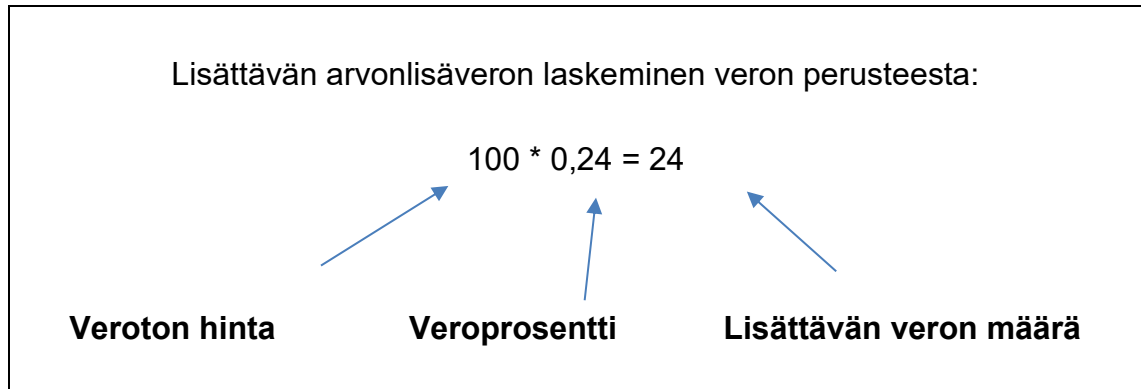 Lisättävän arvonlisäveron laskeminen veron perusteesta:
100 * 0,24 = 24
Veroton hinta Veroprosentti Lisättävän veron määrä